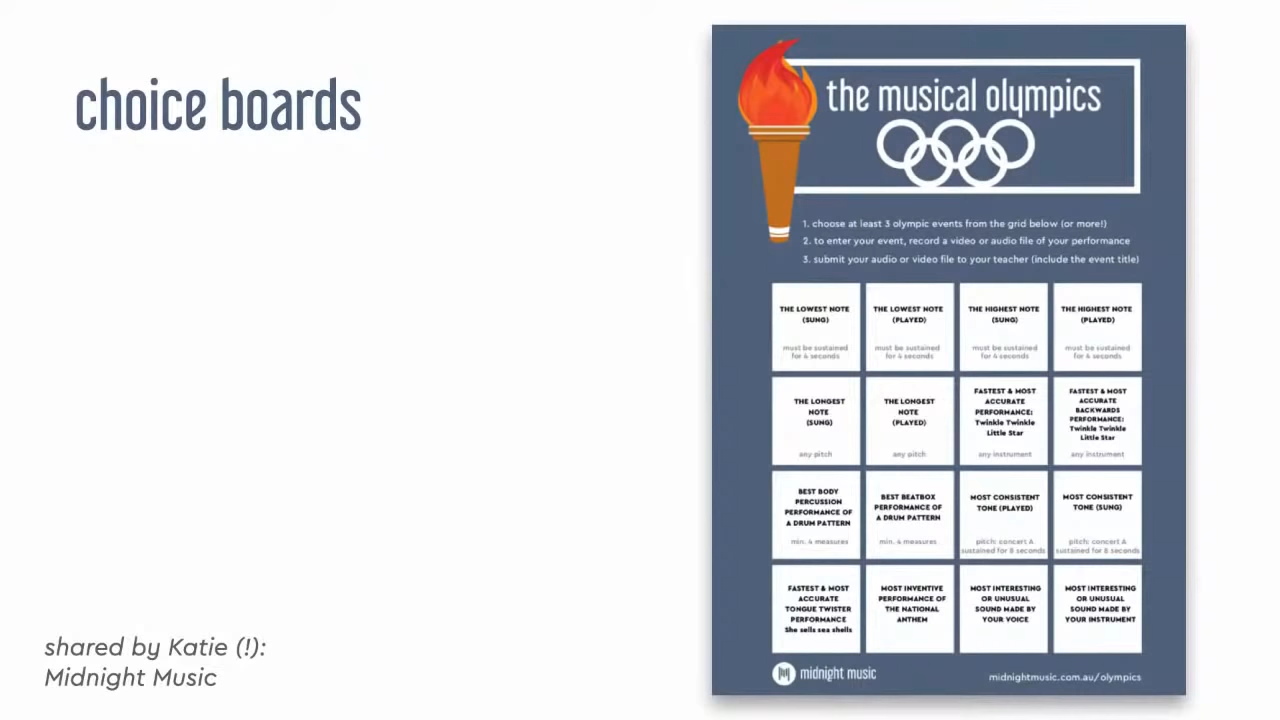 choice boards
the musical olympics
1. choose at least 3 olympic events from the grid below (or more!)
2. to enter your event, record a video or audio file of your performance
3. submit your audio or video file to your teacher (include the event title)
THE LOWEST NOTE
(SUNG)
must be sustained
for 4 seconds
THE LOWEST NOTE
(PLAYED)
must be sustained
for 4 seconds
THE HIGHEST NOTE
(SUNG)
must be sustained
for 4 seconds
THE HIGHEST NOTE
(PLAYED)
must be sustained
for 4 seconds
THE LONGEST
NOTE
(SUNG)
any pitch
THE LONGEST
NOTE
(PLAYED)
any pitch
FASTEST & MOST
ACCURATE
PERFORMANCE:
Twinkle Twinkle
Little Star
any instrument
FASTEST & MOST
ACCURATE
BACKWARDS
PERFORMANCE:
Twinkle Twinkle
Little Star
any instrument
BEST BODY
PERCUSSION
PERFORMANCE OF
A DRUM PATTERN
min. 4 measures
BEST BEATBOX
PERFORMANCE OF
A DRUM PATTERN
min. 4 measures
MOST CONSISTENT
TONE (PLAYED)
pitch: concert A
sustained for 8 seconds
MOST CONSISTENT
TONE (SUNG)
pitch: concert A
sustained for 8 seconds
FASTEST & MOST
ACCURATE
TONGUE TWISTER
PERFORMANCE
She sells sea shells
MOST INVENTIVE
PERFORMANCE OF
THE NATIONAL
ANTHEM
MOST INTERESTING
OR UNUSUAL
SOUND MADE BY
YOUR VOICE
MOST INTERESTING
OR UNUSUAL
SOUND MADE BY
YOUR INSTRUMENT
midnight music
midnightmusic.com.au/olympics
shared by Katie (!):
Midnight Music